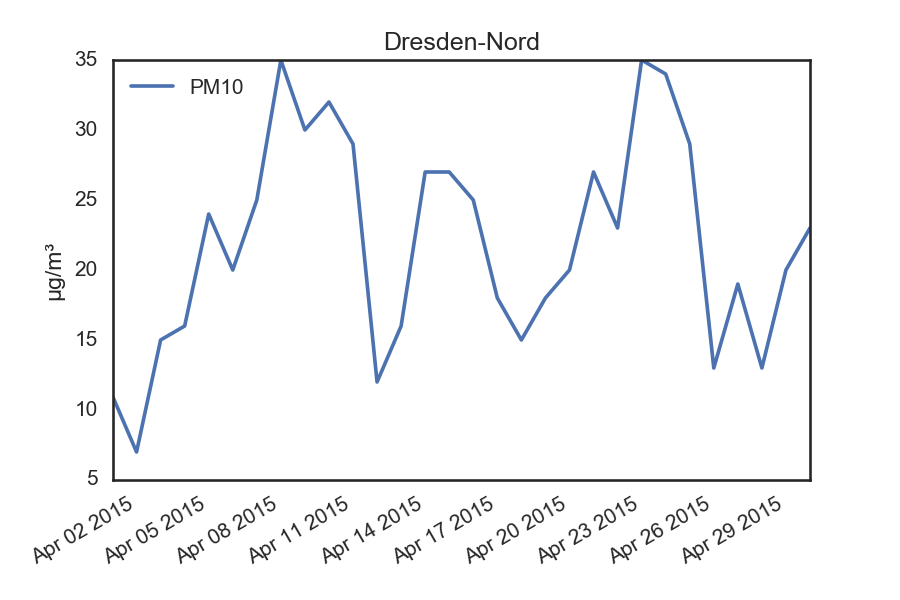 Dresden-Nord
35
PM10
30
25
20
15
10
5
µg/m³
Apr 02 2015
Apr 05 2015
Apr 08 2015
Apr 11 2015
Apr 14 2015
Apr 17 2015
Apr 20 2015
Apr 23 2015
Apr 26 2015
Apr 29 2015